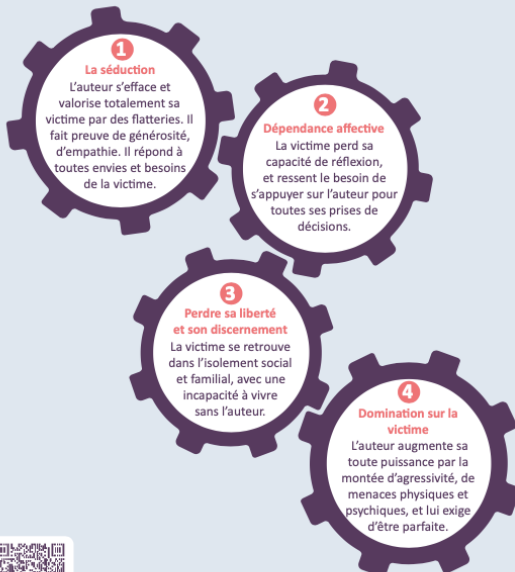 1
La séduction
L'auteur s'efface et
valorise totalement sa
victime par des flatteries. Il
fait preuve de générosité,
d'empathie. Il répond à
toutes envies et besoins
de la victime.
2
Dépendance affective
La victime perd sa
capacité de réflexion,
et ressent le besoin de
s'appuyer sur l'auteur pour
toutes ses prises de
décisions.
3
Perdre sa liberté
et son discernement
La victime se retrouve
dans l'isolement social
et familial, avec une
incapacité à vivre
sans l'auteur.
4
Domination sur la
victime
L'auteur augmente sa
toute puissance par la
montée d'agressivité, de
menaces physiques et
psychiques, et lui exige
d'être parfaite.